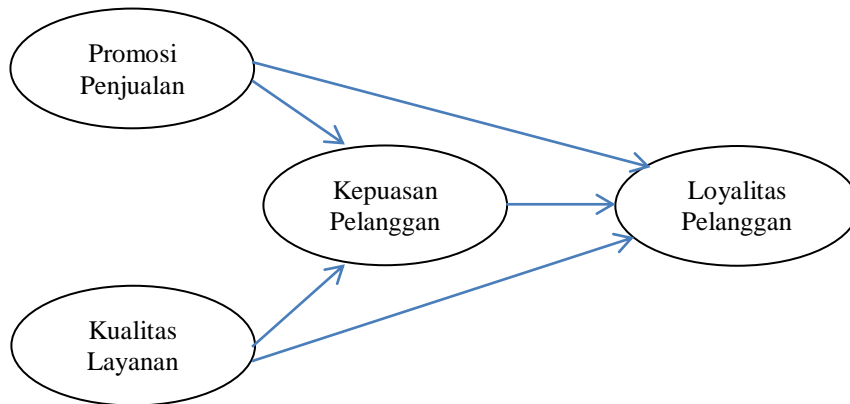 Promosi
Penjualan
Kepuasan
Pelanggan
Loyalitas
Pelanggan
Kualitas
Layanan